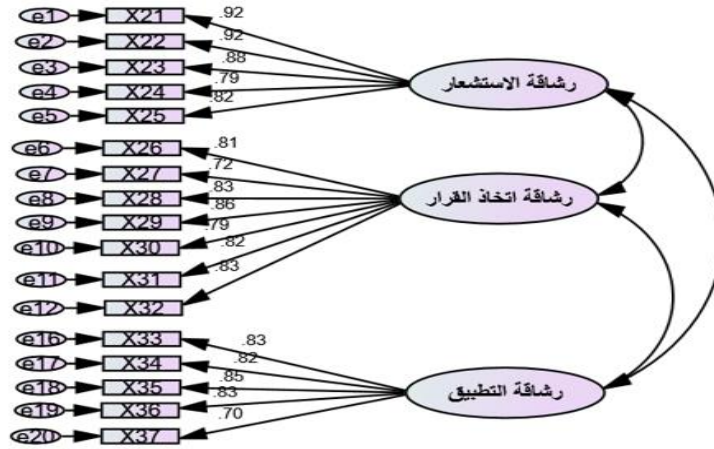 e1 X21 .92
e2 X22 .92
e3 X23 .88
e4 X24 .79
e5 X25 .82
رشاقة الاستشعار
e6 X26 .81
e7 X27 .72
e8 X28 .83
e9 X29 .86
e10 X30 .79
e11 X31 .82
e12 X32 .83
رشاقة اتخاذ القرار
e16 X33 .83
e17 X34 .82
e18 X35 .85
e19 X36 .83
e20 X37 .70
رشاقة التطبيق